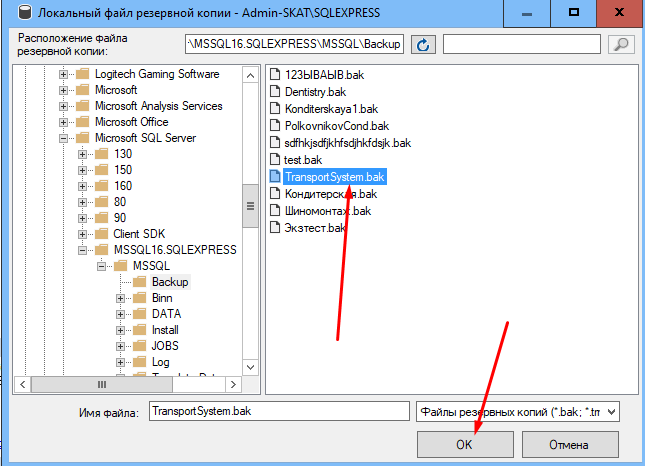 Локальный файл резервной копии - Admin-SKAT\SQLEXPRESS
Расположение файла
резервной копии:
\MSSQL16.SQLEXPRESS\MSSQL\Backup
Logitech Gaming Software
Microsoft
Microsoft Analysis Services
Microsoft Office
Microsoft SQL Server
130
150
160
80
90
Client SDK
MSSQL16.SQLEXPRESS
MSSQL
Backup
Binn
DATA
Install
JOBS
Log
123ЫВАЫВ.bak
Dentistry.bak
Konditerskaya1.bak
PolkovnikovCond.bak
sdfhkjsdfjkhfsdjhkfdsjk.bak
test.bak
TransportSystem.bak
Кондитерская.bak
Шиномонтаж.bak
Экзтест.bak
Имя файла:
TransportSystem.bak
Файлы резервных копий (*.bak; *.trn
OK
Отмена